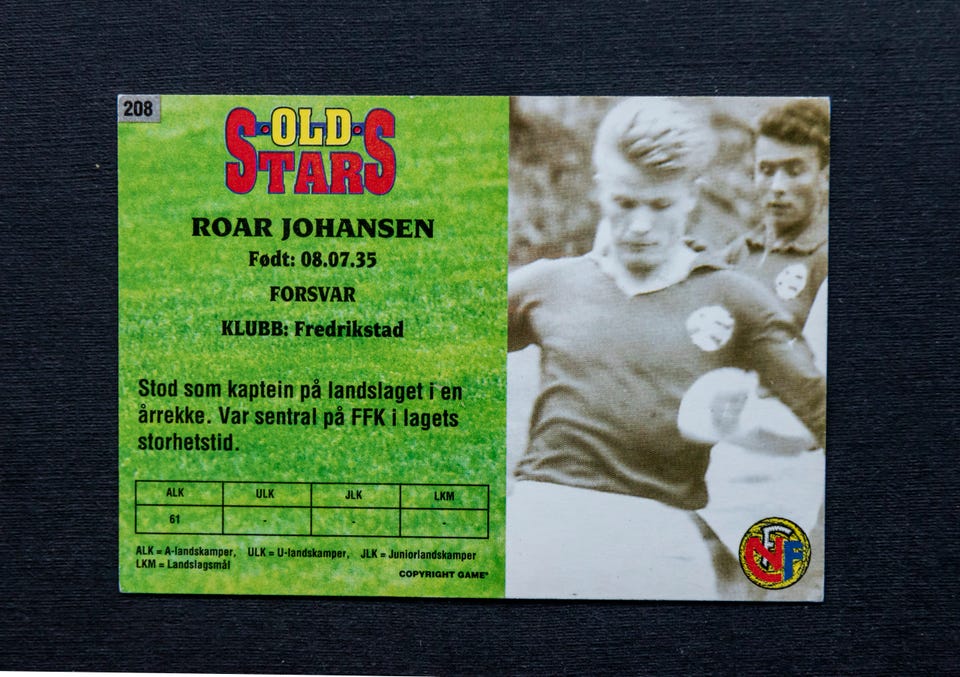 208
OLD
STARS
ROAR JOHANSEN
Født: 08.07.35
FORSVAR
KLUBB: Fredrikstad
Stod som kaptein på landslaget i en
årrekke. Var sentral på FFK i lagets
storhetstid.
ALK ULK JLK LKM
61 - - -
ALK = A-landskamper, ULK = U-landskamper, JLK = Juniorlandskamper
LKM = Landslagsmål
COPYRIGHT GAME®
NFF